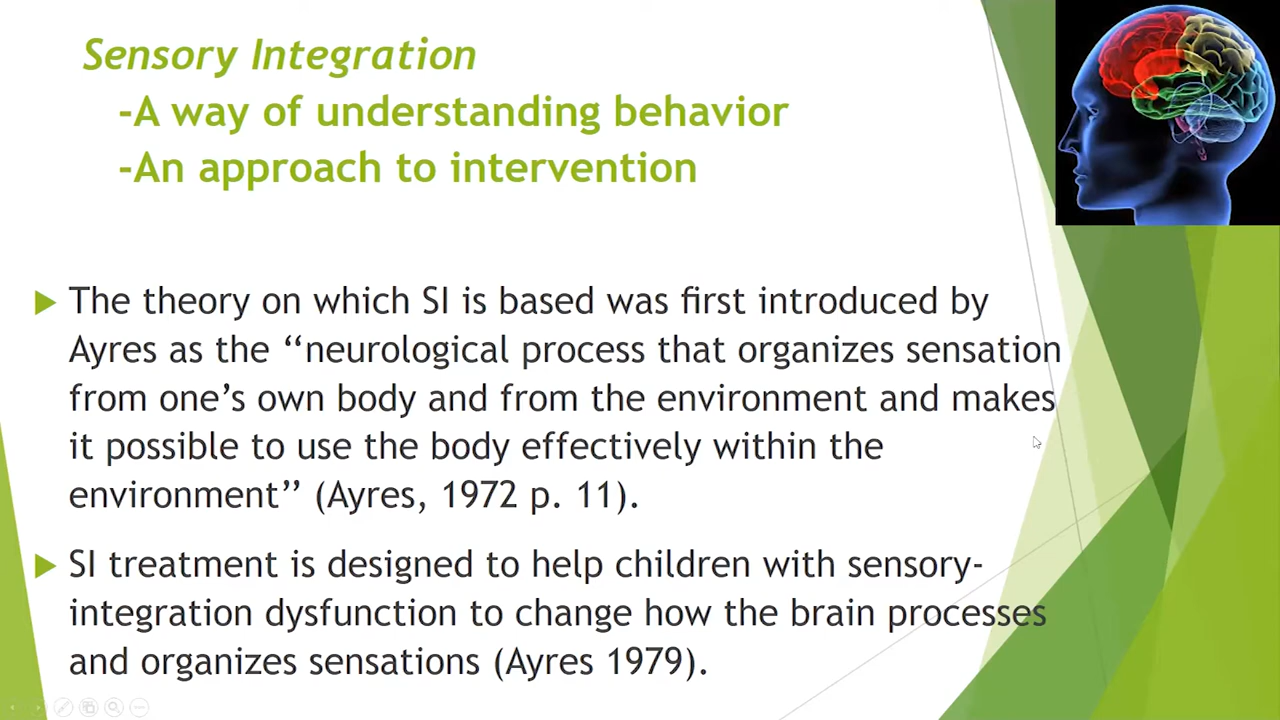 Sensory Integration
-A way of understanding behavior
-An approach to intervention
The theory on which SI is based was first introduced by
Ayres as the ‘‘neurological process that organizes sensation
from one’s own body and from the environment and makes
it possible to use the body effectively within the
environment’’ (Ayres, 1972 p. 11).
SI treatment is designed to help children with sensory-
integration dysfunction to change how the brain processes
and organizes sensations (Ayres 1979).